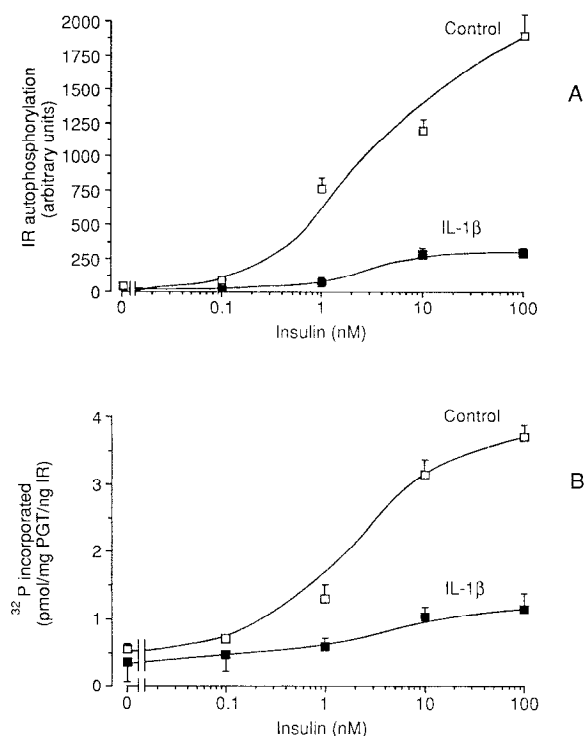 2000
1750
1500
1250
1000
750
500
250
0
IR autophosphorylation
(arbitrary units)
Control
IL-1β
A
0
0.1
1
10
100
Insulin (nM)
4
3
2
1
0
³² P incorporated
(pmol/mg PGT/ng IR)
Control
IL-1β
B
0
0.1
1
10
100
Insulin (nM)